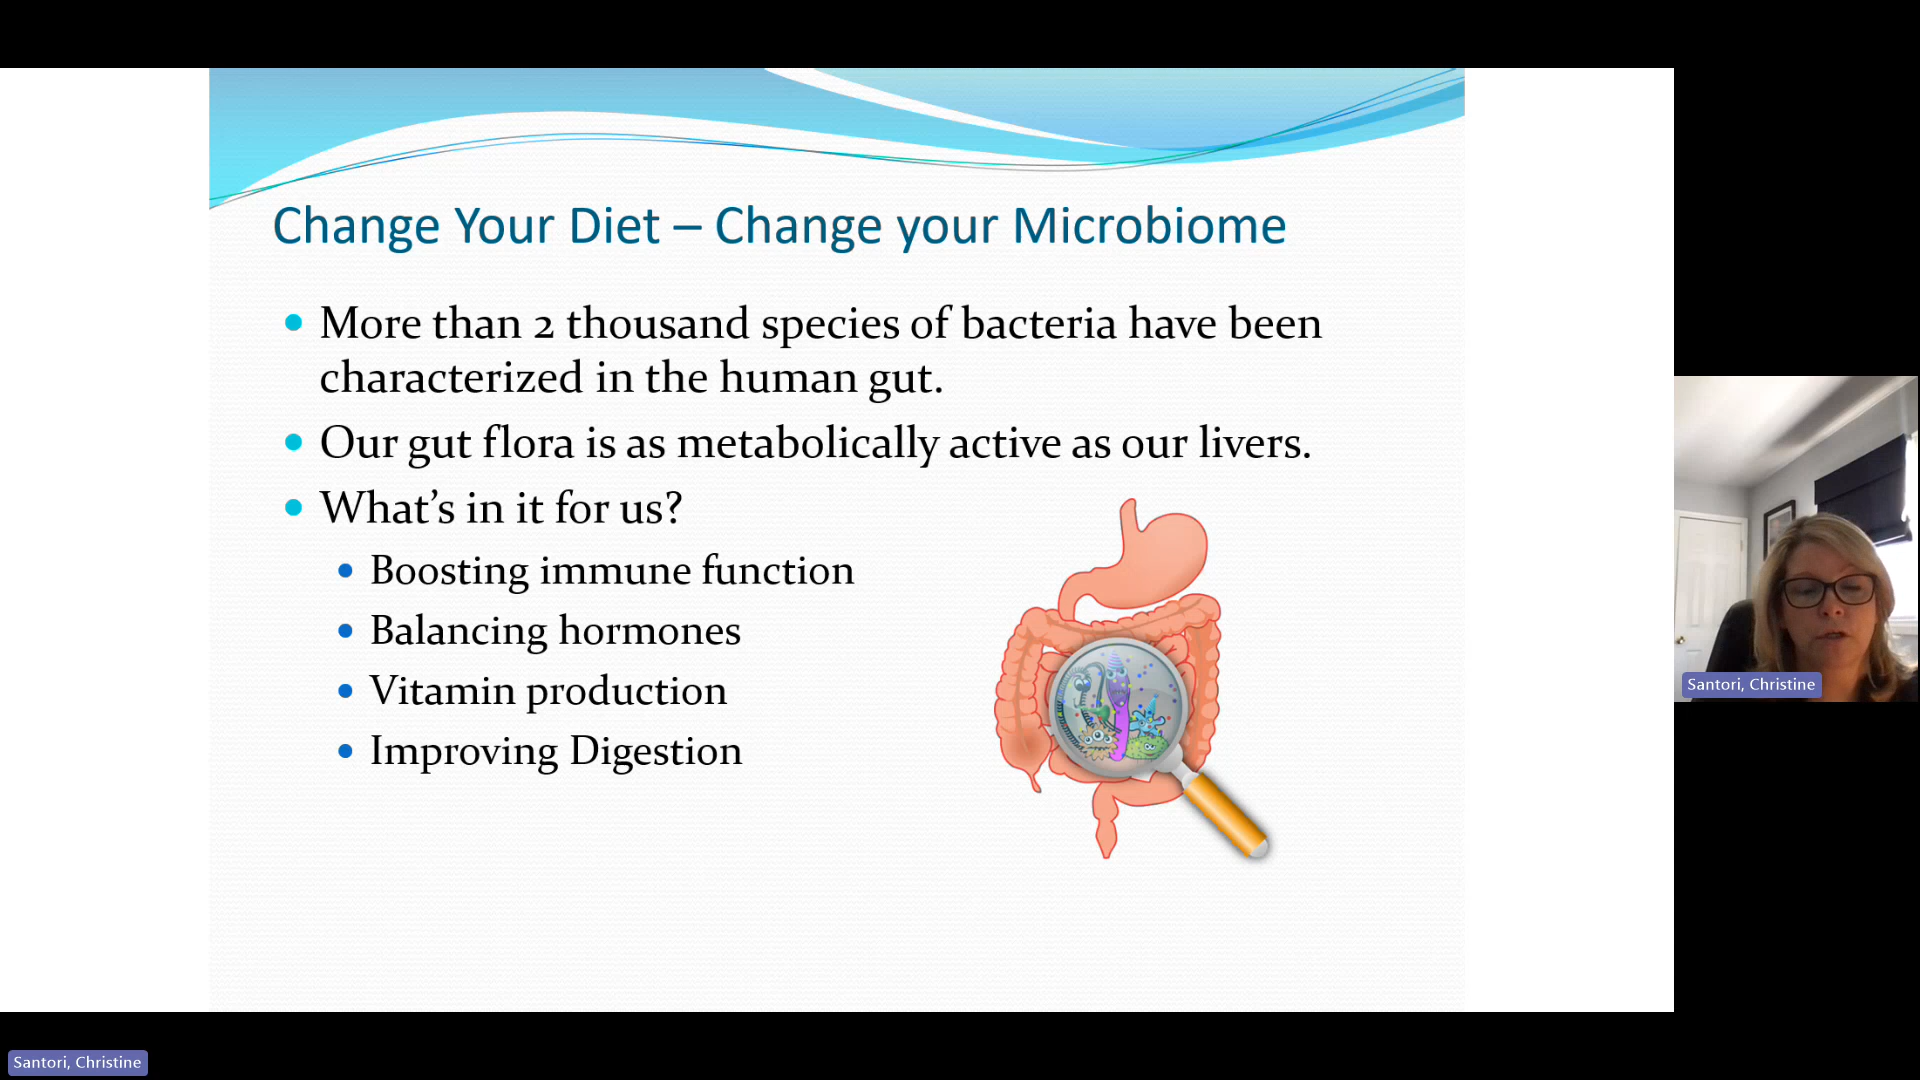 Change Your Diet – Change your Microbiome
More than 2 thousand species of bacteria have been
characterized in the human gut.
Our gut flora is as metabolically active as our livers.
What’s in it for us?
Boosting immune function
Balancing hormones
Vitamin production
Improving Digestion
Santori, Christine
Santori, Christine